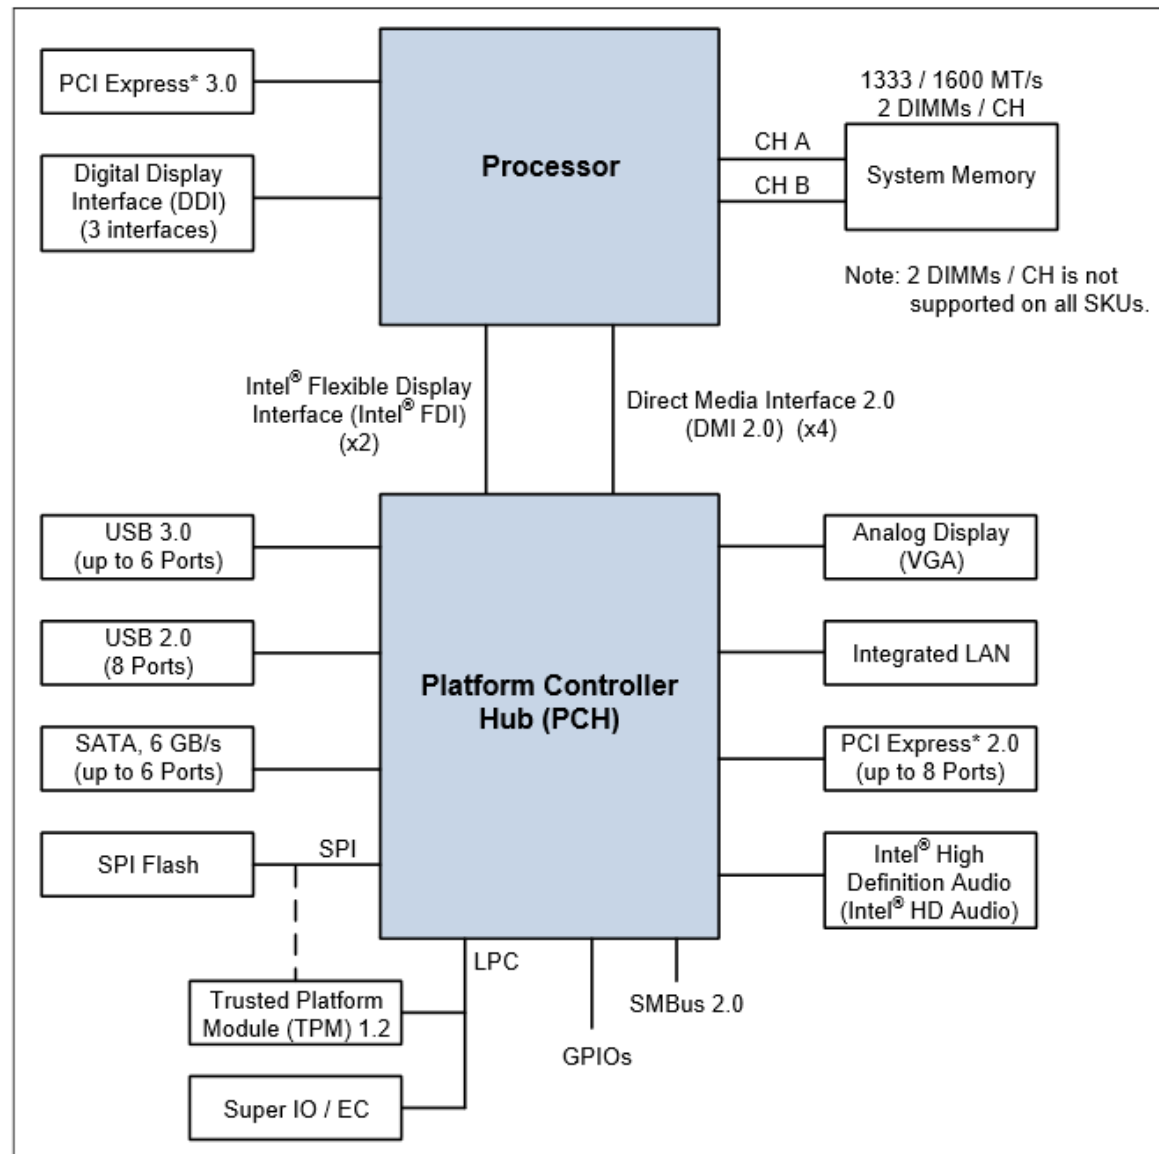 PCI Express* 3.0
Digital Display
Interface (DDI)
(3 interfaces)
Processor
1333 / 1600 MT/s
2 DIMMs / CH
CH A
CH B
System Memory
Note: 2 DIMMs / CH is not
supported on all SKUs.
Intel® Flexible Display
Interface (Intel® FDI)
(x2)
Direct Media Interface 2.0
(DMI 2.0) (x4)
USB 3.0
(up to 6 Ports)
USB 2.0
(8 Ports)
SATA, 6 GB/s
(up to 6 Ports)
SPI Flash
SPI
Platform Controller
Hub (PCH)
Analog Display
(VGA)
Integrated LAN
PCI Express* 2.0
(up to 8 Ports)
Intel® High
Definition Audio
(Intel® HD Audio)
LPC
Trusted Platform
Module (TPM) 1.2
Super IO / EC
SMBus 2.0
GPIOs